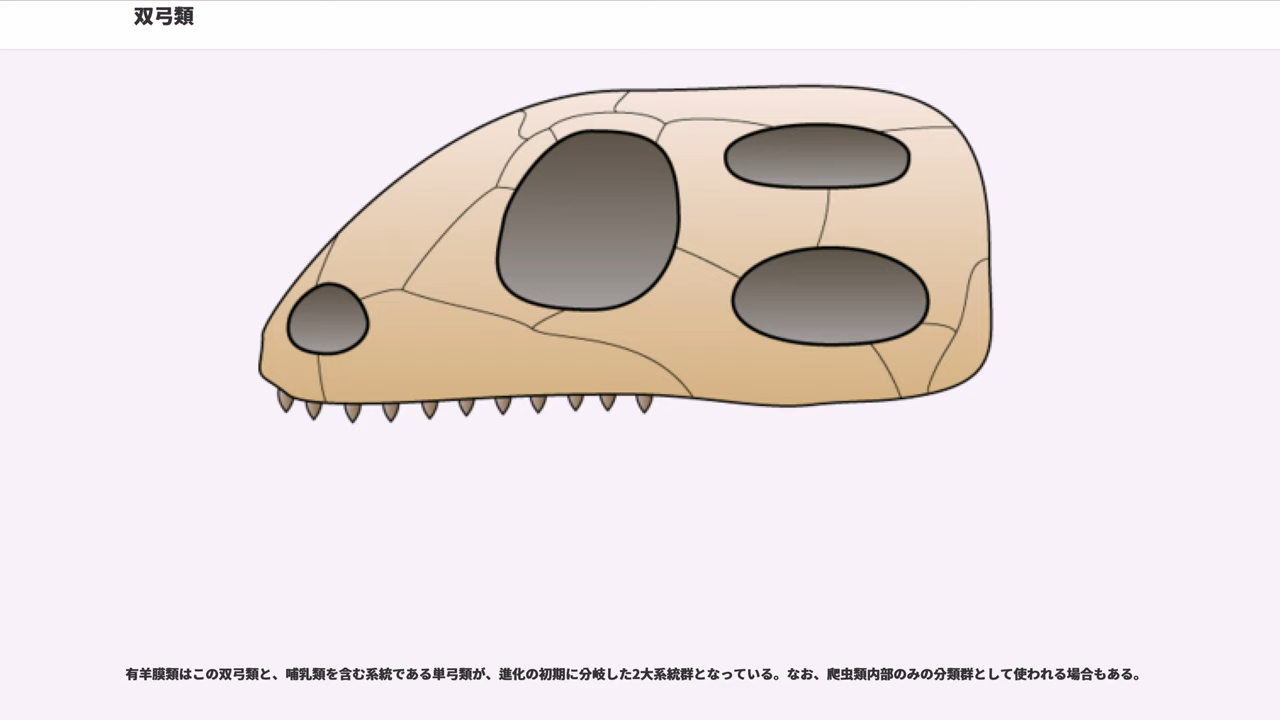 双弓類
有羊膜類はこの双弓類と、哺乳類を含む系統である単弓類が、進化の初期に分岐した2大系統群となっている。なお、爬虫類内部のみの分類群として使われる場合もある。